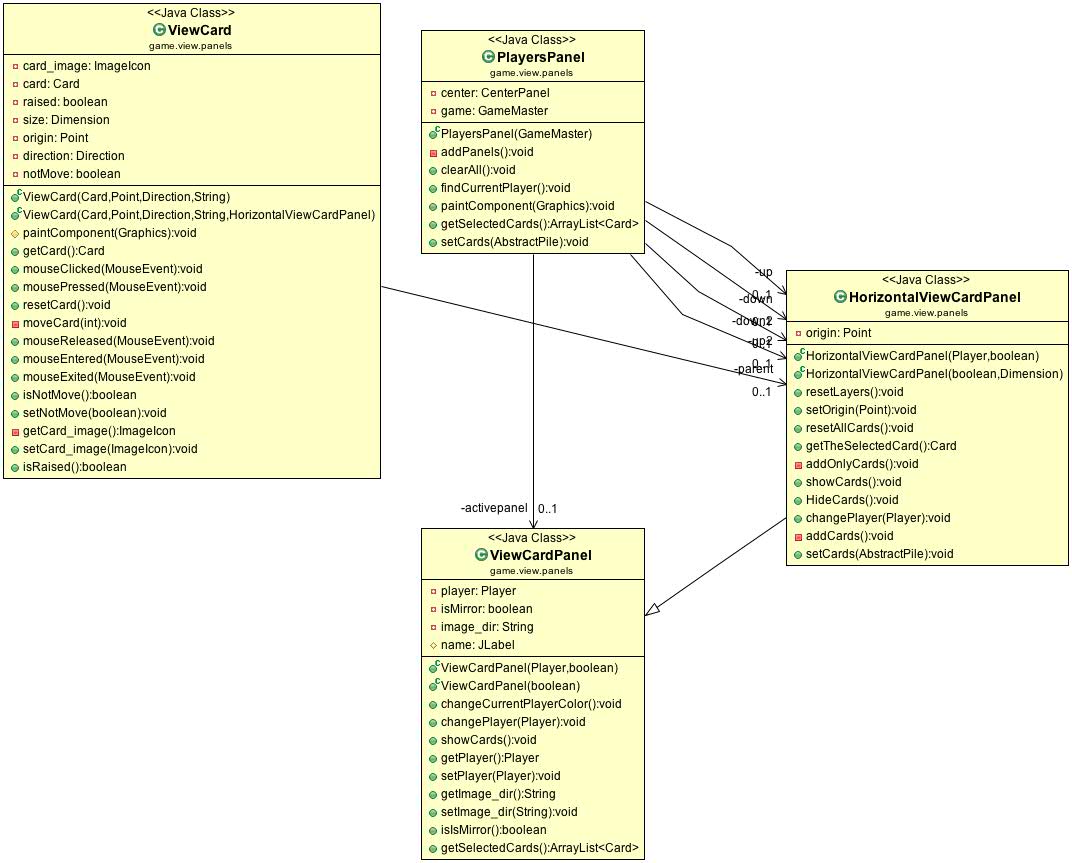 <<Java Class>>
ViewCard
game.view.panels
card_image: ImageIcon
card: Card
raised: boolean
size: Dimension
origin: Point
direction: Direction
notMove: boolean
ViewCard(Card,Point,Direction,String)
ViewCard(Card,Point,Direction,String,HorizontalViewCardPanel)
paintComponent(Graphics):void
getCard():Card
mouseClicked(MouseEvent):void
mousePressed(MouseEvent):void
resetCard():void
moveCard(int):void
mouseReleased(MouseEvent):void
mouseEntered(MouseEvent):void
mouseExited(MouseEvent):void
isNotMove():boolean
setNotMove(boolean):void
getCard_image():ImageIcon
setCard_image(ImageIcon):void
isRaised():boolean
<<Java Class>>
PlayersPanel
game.view.panels
center: CenterPanel
game: GameMaster
PlayersPanel(GameMaster)
addPanels():void
clearAll():void
findCurrentPlayer():void
paintComponent(Graphics):void
getSelectedCards():ArrayList<Card>
setCards(AbstractPile):void
-up
0..1
-down
-down2
0..1
-up2
0..1
-parent
0..1
<<Java Class>>
HorizontalViewCardPanel
game.view.panels
origin: Point
HorizontalViewCardPanel(Player,boolean)
HorizontalViewCardPanel(boolean,Dimension)
resetLayers():void
setOrigin(Point):void
resetAllCards():void
getTheSelectedCard():Card
addOnlyCards():void
showCards():void
HideCards():void
changePlayer(Player):void
addCards():void
setCards(AbstractPile):void
-activepanel
0..1
<<Java Class>>
ViewCardPanel
game.view.panels
player: Player
isMirror: boolean
image_dir: String
name: JLabel
ViewCardPanel(Player,boolean)
ViewCardPanel(boolean)
changeCurrentPlayerColor():void
changePlayer(Player):void
showCards():void
getPlayer():Player
setPlayer(Player):void
getImage_dir():String
setImage_dir(String):void
isIsMirror():boolean
getSelectedCards():ArrayList<Card>